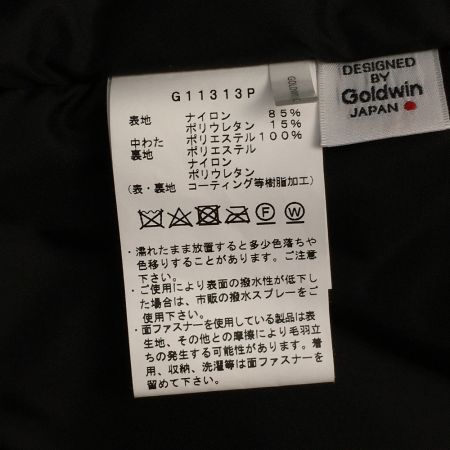 G11313P
GOLDWIN
DESIGNED
BY
Goldwin
JAPAN
表地 ナイロン 85%
ポリウレタン 15%
中わた ポリエステル 100%
裏地 ポリエステル
ナイロン
ポリウレタン
(表・裏地 コーティング等樹脂加工)
F W
・濡れたまま放置すると多少色落ちや
色移りすることがあります。ご注意
下さい。
・ご使用により表面の撥水性が低下し
た場合は、市販の撥水スプレーをご
使用下さい。
・面ファスナーを使用している製品は表
生地、その他との摩擦により毛羽立
ちの発生する可能性があります。着
用、収納、洗濯等は面ファスナーを
留めて下さい。